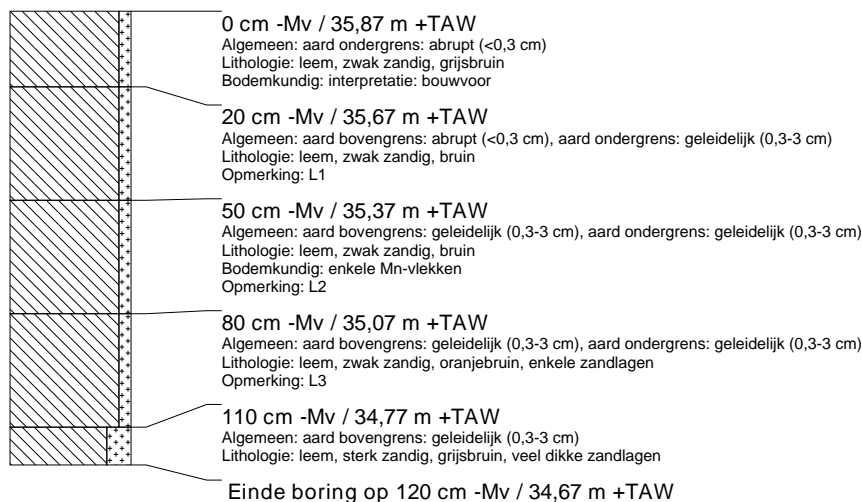 0 cm -Mv / 35,87 m +TAW
Algemeen: aard ondergrens: abrupt (<0,3 cm)
Lithologie: leem, zwak zandig, grijsbruin
Bodemkundig: interpretatie: bouwvoor
20 cm -Mv / 35,67 m +TAW
Algemeen: aard bovengrens: abrupt (<0,3 cm), aard ondergrens: geleidelijk (0,3-3 cm)
Lithologie: leem, zwak zandig, bruin
Opmerking: L1
50 cm -Mv / 35,37 m +TAW
Algemeen: aard bovengrens: geleidelijk (0,3-3 cm), aard ondergrens: geleidelijk (0,3-3 cm)
Lithologie: leem, zwak zandig, bruin
Bodemkundig: enkele Mn-vlekken
Opmerking: L2
80 cm -Mv / 35,07 m +TAW
Algemeen: aard bovengrens: geleidelijk (0,3-3 cm), aard ondergrens: geleidelijk (0,3-3 cm)
Lithologie: leem, zwak zandig, oranjebruin, enkele zandlagen
Opmerking: L3
110 cm -Mv / 34,77 m +TAW
Algemeen: aard bovengrens: geleidelijk (0,3-3 cm)
Lithologie: leem, sterk zandig, grijsbruin, veel dikke zandlagen
Einde boring op 120 cm -Mv / 34,67 m +TAW